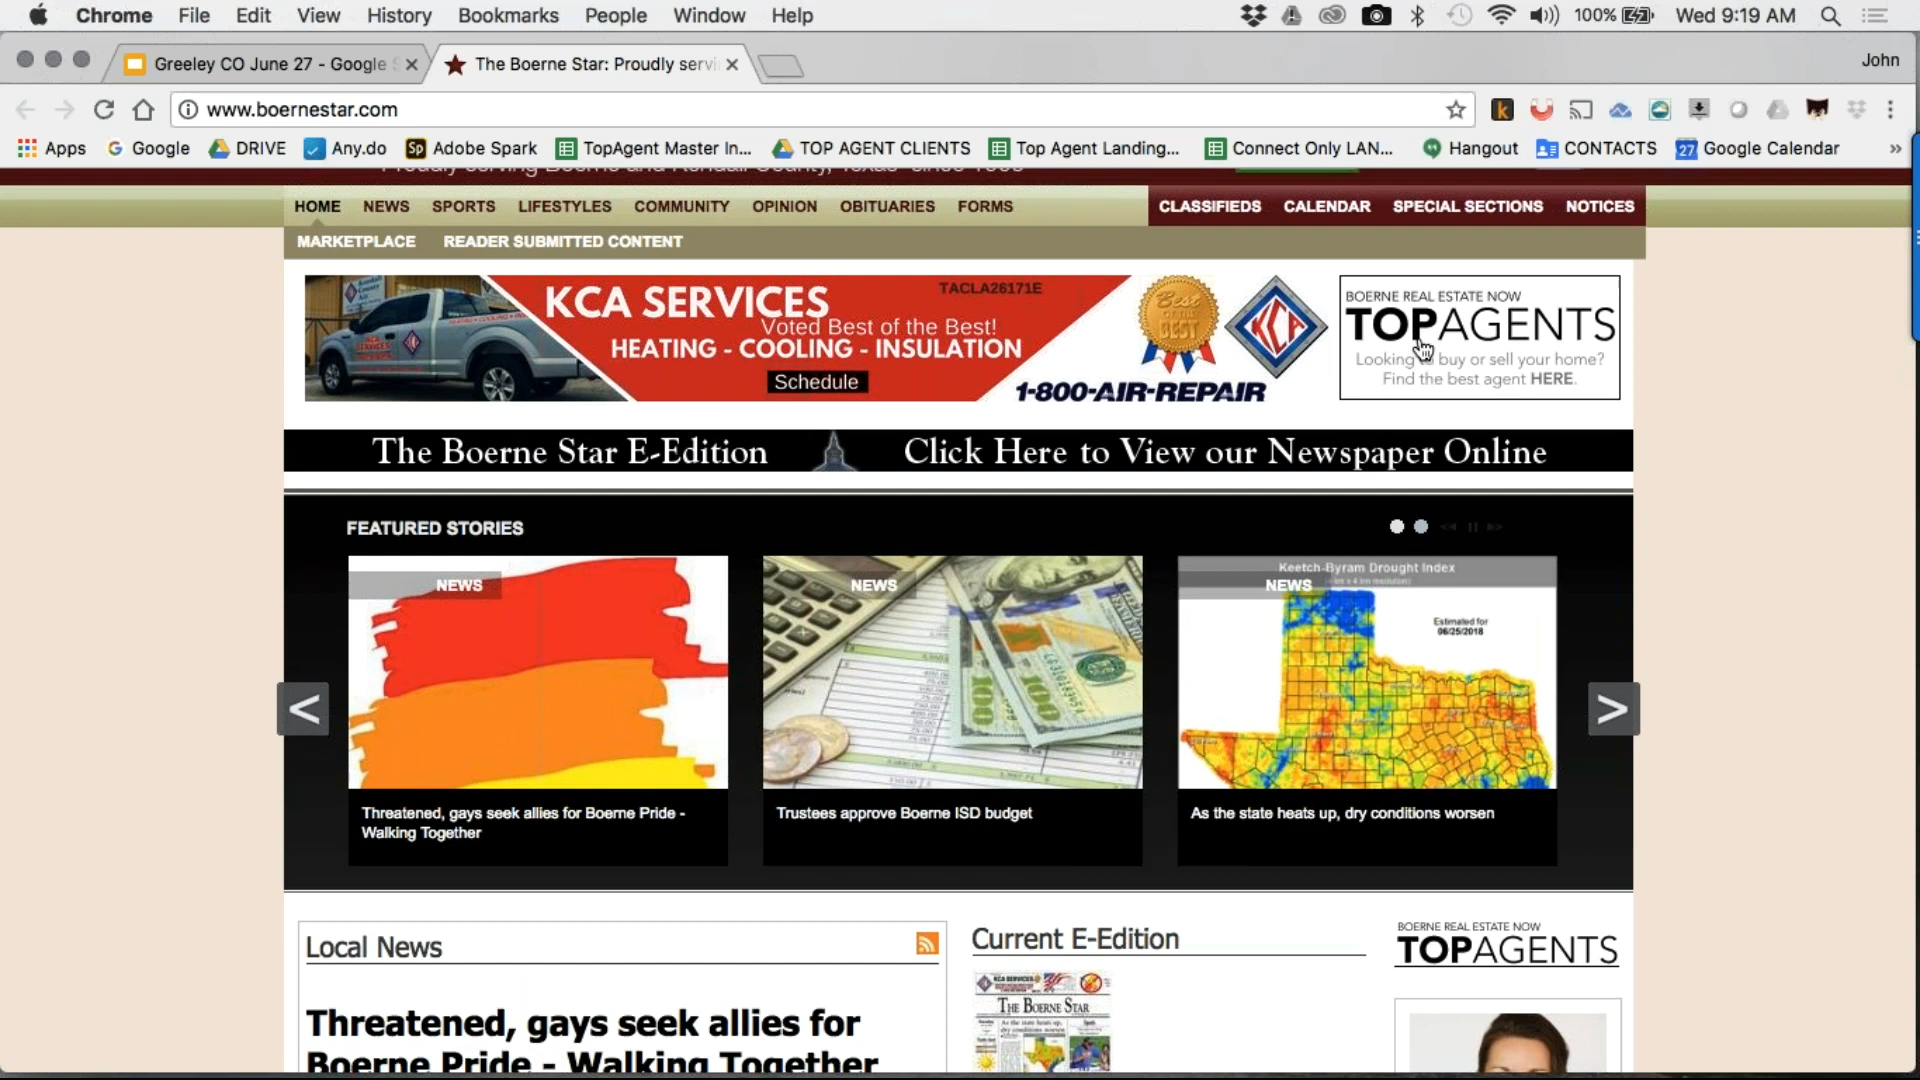 Chrome File Edit View History Bookmarks People Window Help 100% Wed 9:19 AM
Greeley CO June 27 - Google S The Boerne Star: Proudly servi John
www.boernestar.com
Apps Google DRIVE Any.do Adobe Spark TopAgent Master In... TOP AGENT CLIENTS Top Agent Landing... Connect Only LAN... Hangout CONTACTS Google Calendar »
Proudly serving Boerne and Kendall County, Texas since 1906
HOME NEWS SPORTS LIFESTYLES COMMUNITY OPINION OBITUARIES FORMS CLASSIFIEDS CALENDAR SPECIAL SECTIONS NOTICES
MARKETPLACE READER SUBMITTED CONTENT
KCA SERVICES
TACLA26171E
Voted Best of the Best!
HEATING - COOLING - INSULATION
Schedule
Best
OF THE
BEST
KCA
1-800-AIR-REPAIR
BOERNE REAL ESTATE NOW
TOPAGENTS
Looking buy or sell your home?
Find the best agent HERE.
The Boerne Star E-Edition Click Here to View our Newspaper Online
FEATURED STORIES
NEWS
Threatened, gays seek allies for Boerne Pride -
Walking Together
NEWS
Trustees approve Boerne ISD budget
Keetch-Byram Drought Index
NEWS
Estimated for
06/25/2018
As the state heats up, dry conditions worsen
Local News
Threatened, gays seek allies for
Boerne Pride - Walking Together
Current E-Edition
KCA SERVICES
THE BOERNE STAR
BOERNE REAL ESTATE NOW
TOPAGENTS